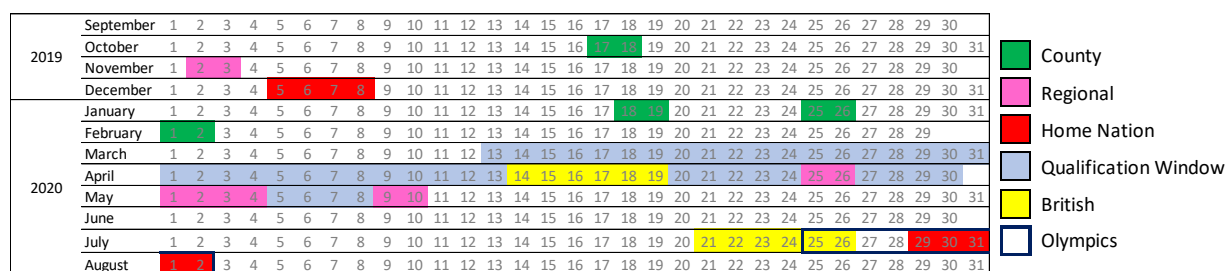 September 1 2 3 4 5 6 7 8 9 10 11 12 13 14 15 16 17 18 19 20 21 22 23 24 25 26 27 28 29 30
2019 October 1 2 3 4 5 6 7 8 9 10 11 12 13 14 15 16 17 18 19 20 21 22 23 24 25 26 27 28 29 30 31
November 1 2 3 4 5 6 7 8 9 10 11 12 13 14 15 16 17 18 19 20 21 22 23 24 25 26 27 28 29 30
December 1 2 3 4 5 6 7 8 9 10 11 12 13 14 15 16 17 18 19 20 21 22 23 24 25 26 27 28 29 30 31
January 1 2 3 4 5 6 7 8 9 10 11 12 13 14 15 16 17 18 19 20 21 22 23 24 25 26 27 28 29 30 31
February 1 2 3 4 5 6 7 8 9 10 11 12 13 14 15 16 17 18 19 20 21 22 23 24 25 26 27 28 29
March 1 2 3 4 5 6 7 8 9 10 11 12 13 14 15 16 17 18 19 20 21 22 23 24 25 26 27 28 29 30 31
2020 April 1 2 3 4 5 6 7 8 9 10 11 12 13 14 15 16 17 18 19 20 21 22 23 24 25 26 27 28 29 30
May 1 2 3 4 5 6 7 8 9 10 11 12 13 14 15 16 17 18 19 20 21 22 23 24 25 26 27 28 29 30 31
June 1 2 3 4 5 6 7 8 9 10 11 12 13 14 15 16 17 18 19 20 21 22 23 24 25 26 27 28 29 30
July 1 2 3 4 5 6 7 8 9 10 11 12 13 14 15 16 17 18 19 20 21 22 23 24 25 26 27 28 29 30 31
August 1 2 3 4 5 6 7 8 9 10 11 12 13 14 15 16 17 18 19 20 21 22 23 24 25 26 27 28 29 30 31
County
Regional
Home Nation
Qualification Window
British
Olympics